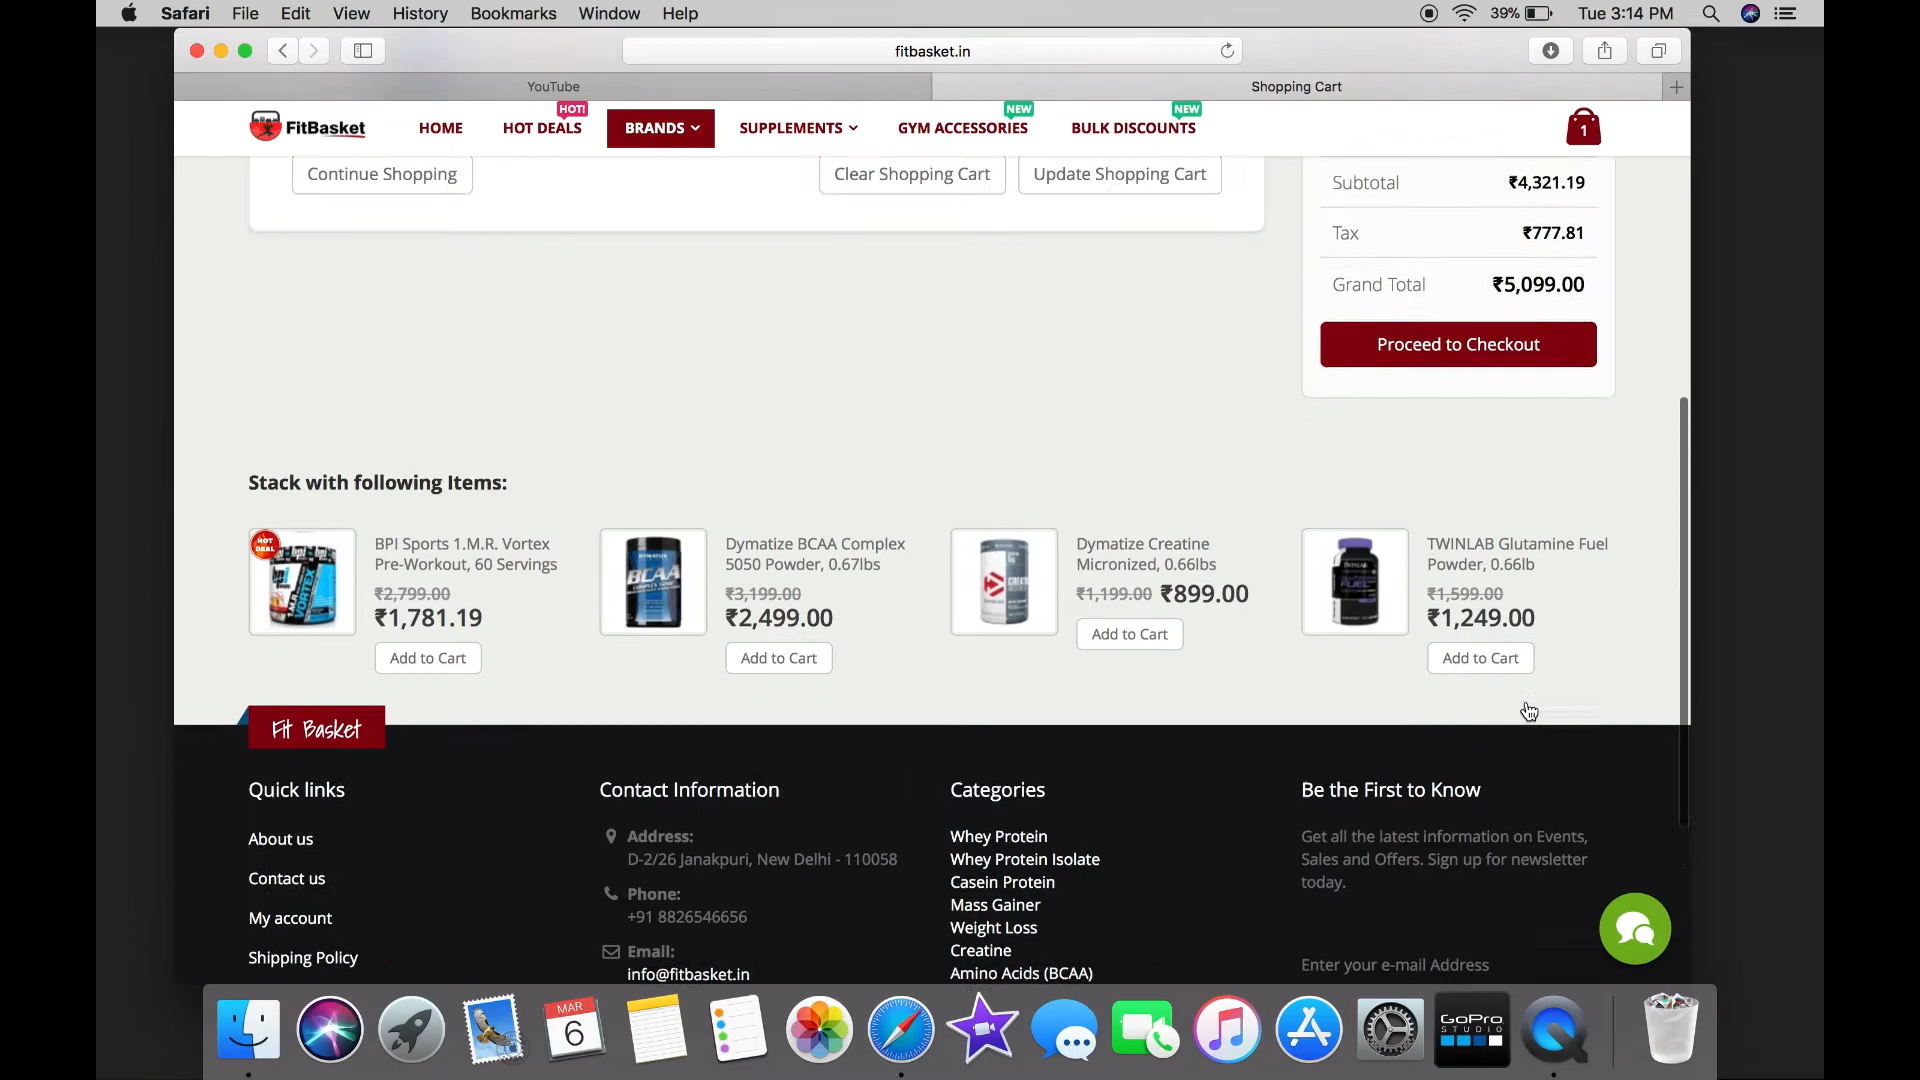 Safari File Edit View History Bookmarks Window Help 39% Tue 3:14 PM
fitbasket.in
YouTube Shopping Cart
HOT! NEW NEW
FitBasket HOME HOT DEALS BRANDS SUPPLEMENTS GYM ACCESSORIES BULK DISCOUNTS 1
Continue Shopping Clear Shopping Cart Update Shopping Cart
Subtotal ₹4,321.19
Tax ₹777.81
Grand Total ₹5,099.00
Proceed to Checkout
Stack with following Items:
HOT DEAL
BPI Sports 1.M.R. Vortex
Pre-Workout, 60 Servings
₹2,799.00
₹1,781.19
Add to Cart
DYMATIZE
BCAA
Dymatize BCAA Complex
5050 Powder, 0.67lbs
₹3,199.00
₹2,499.00
Add to Cart
Dymatize Creatine
Micronized, 0.66lbs
₹1,199.00 ₹899.00
Add to Cart
TWINLAB Glutamine Fuel
Powder, 0.66lb
₹1,599.00
₹1,249.00
Add to Cart
Fit Basket
Quick links
About us
Contact us
My account
Shipping Policy
Contact Information
Address:
D-2/26 Janakpuri, New Delhi - 110058
Phone:
+91 8826546656
Email:
info@fitbasket.in
Categories
Whey Protein
Whey Protein Isolate
Casein Protein
Mass Gainer
Weight Loss
Creatine
Amino Acids (BCAA)
Be the First to Know
Get all the latest information on Events,
Sales and Offers. Sign up for newsletter
today.
Enter your e-mail Address
MAR
6
GoPro
STUDIO